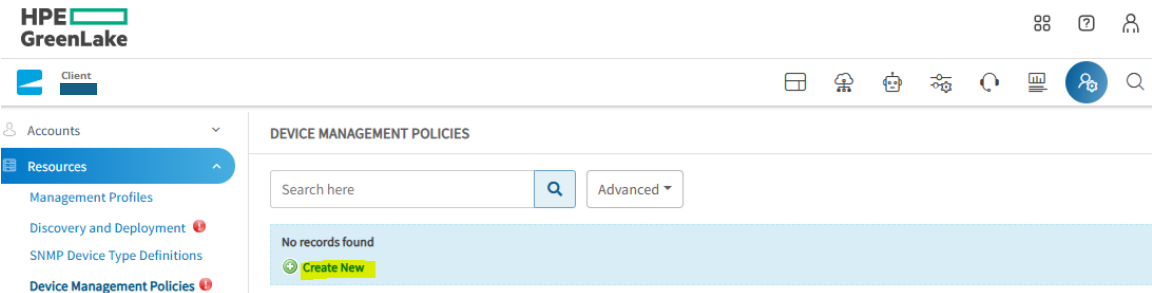 HPE
GreenLake
Client
Accounts
DEVICE MANAGEMENT POLICIES
Resources
Search here
Advanced
Management Profiles
Discovery and Deployment
No records found
SNMP Device Type Definitions
Create New
Device Management Policies